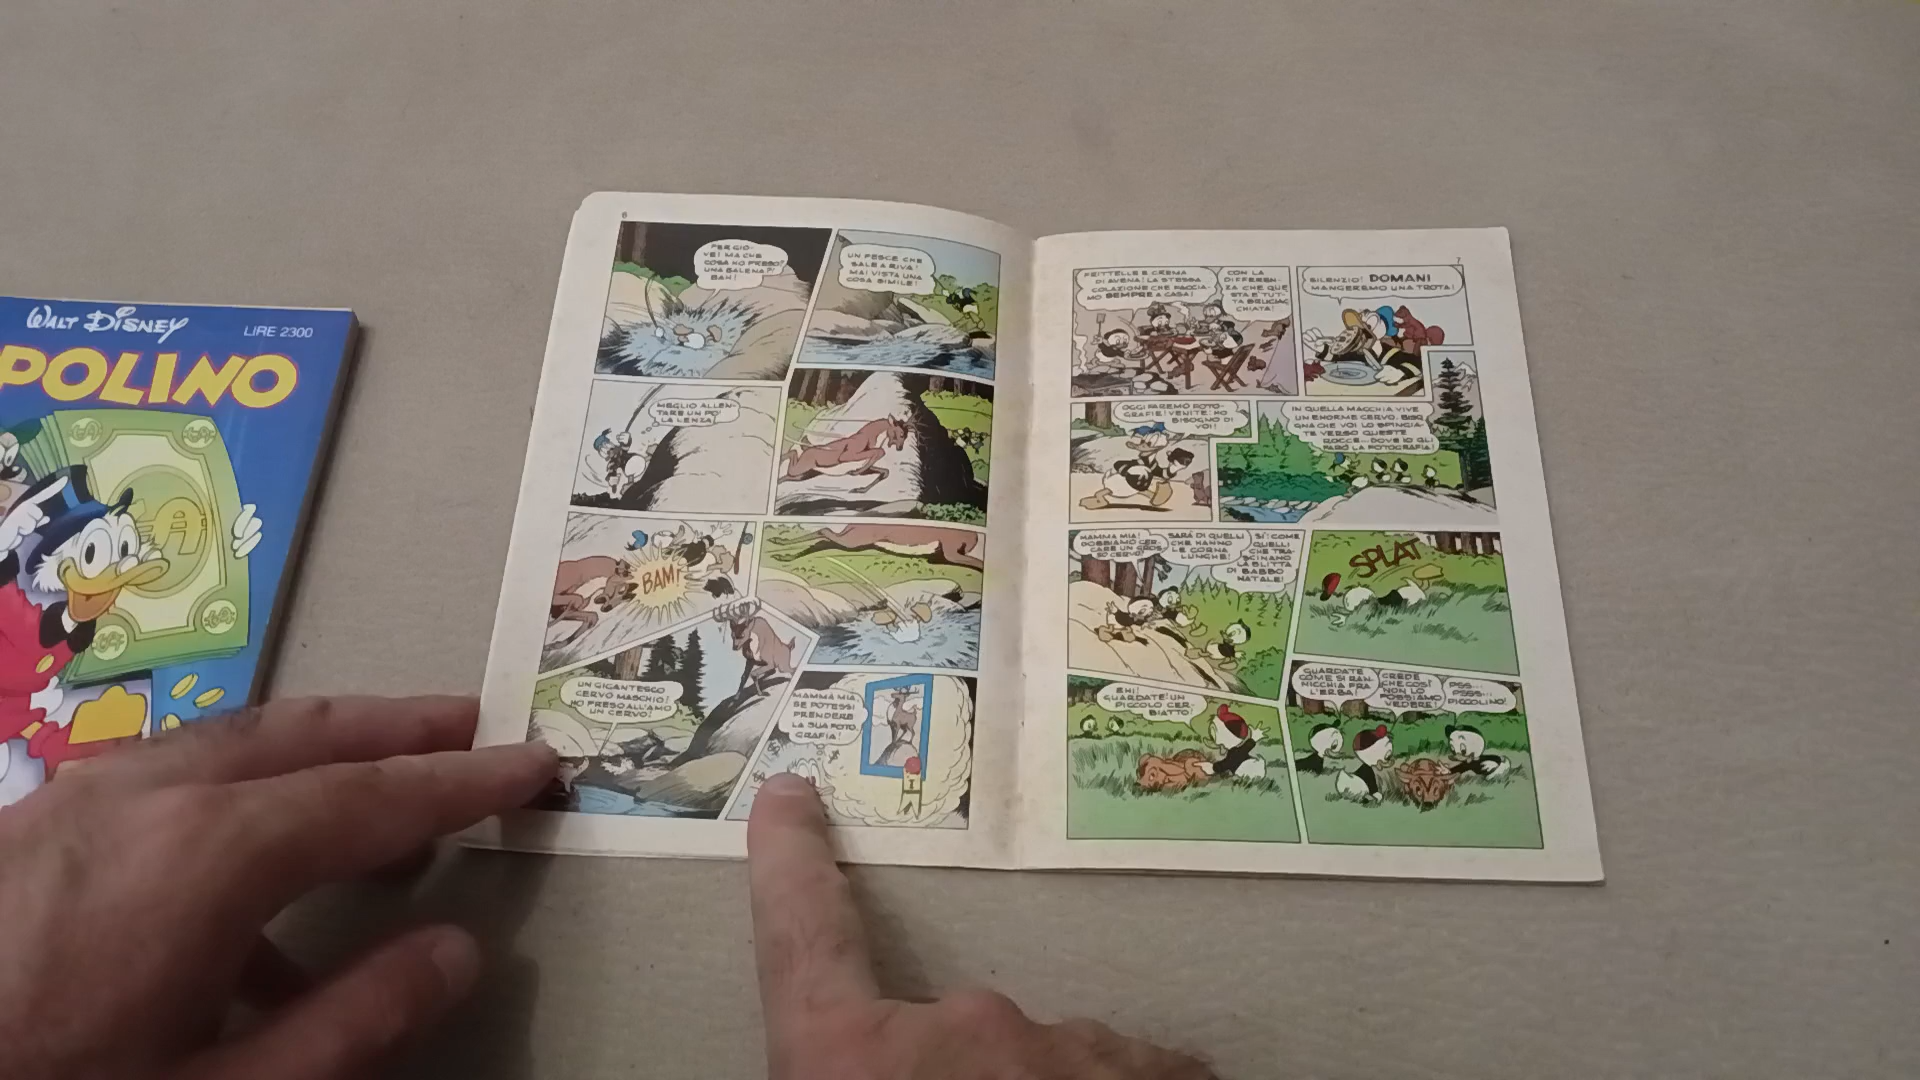 WALT DISNEY
LIRE 2300
POLINO
6
PER GIO-
VE! MA CHE
COSA HO PRESO?
UNA BALENA?!
BAH!
UN PESCE CHE
SALE A RIVA!
MAI VISTA UNA
COSA SIMILE!
MEGLIO ALLEN-
TARE UN PO'
LA LENZA!
BAM!
UN GIGANTESCO
CERVO MASCHIO!
HO PRESO ALL'AMO
UN CERVO!
MAMMA MIA
SE POTESSI
PRENDERE
LA SUA FOTO
GRAFIA!
7
FRITTELLE E CREMA
DI AVENA! LA STESSA
COLAZIONE CHE FACCIA-
MO SEMPRE A CASA!
CON LA
DIFFEREN-
ZA CHE QUE
STA E' TUT-
TA BRUCIAC
CHIATA!
SILENZIO! DOMANI
MANGEREMO UNA TROTA!
OGGI FAREMO FOTO-
GRAFIE! VENITE: HO
BISOGNO DI
VOI!
IN QUELLA MACCHIA VIVE
UN ENORME CERVO. BISO
GNA CHE VOI LO SPINGIA-
TE VERSO QUESTE
ROCCE... DOVE IO GLI
FARÒ LA FOTOGRAFIA!
MAMMA MIA!
DOBBIAMO CER-
CARE UN GROS-
SO CERVO?
SARÀ DI QUELLI
CHE HANNO
LE CORNA
LUNGHE!
SÌ! COME
QUELLI
CHE TRA-
SCINANO
LA SLITTA
DI BABBO
NATALE!
SPLAT
EHI!
GUARDATE! UN
PICCOLO CER-
BIATTO!
GUARDATE
COME SI RAN-
NICCHIA FRA
L'ERBA!
CREDE
CHE COSÌ
NON LO
POSSIAMO
VEDERE!
PSS...
PSSS...
PICCOLINO!